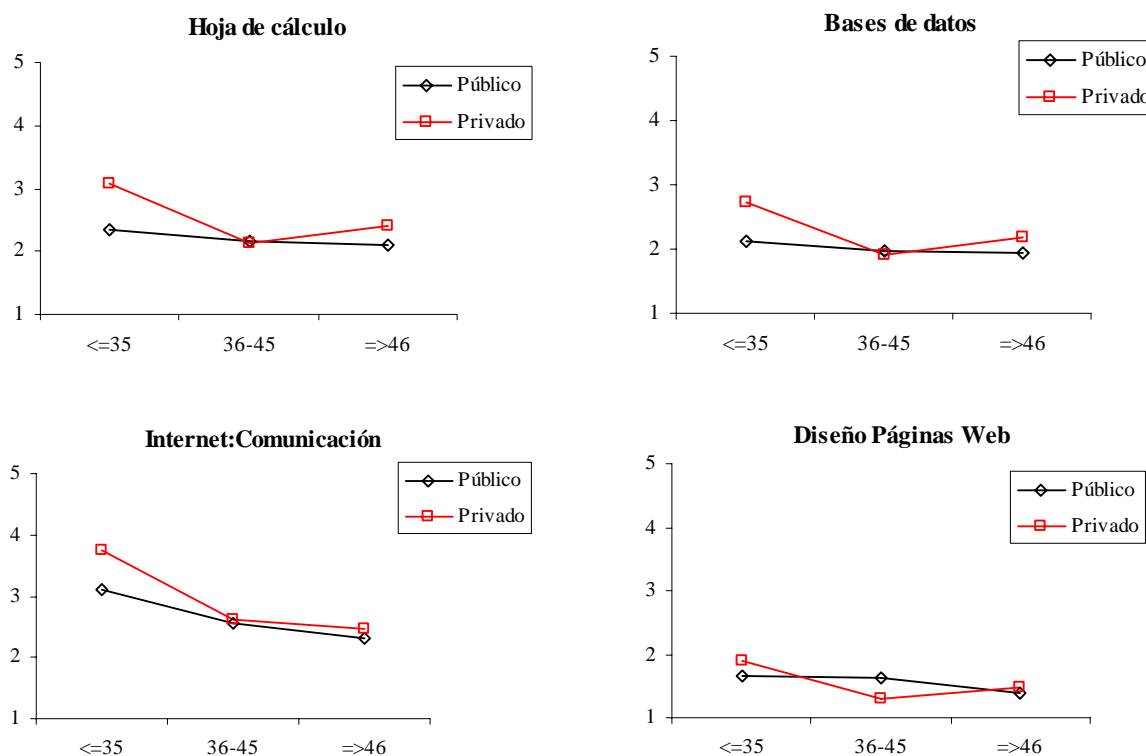 Hoja de cálculo
5
4
3
2
1
<=35 36-45 =>46
Público
Privado
Bases de datos
5
4
3
2
1
<=35 36-45 =>46
Público
Privado
Internet:Comunicación
5
4
3
2
1
<=35 36-45 =>46
Público
Privado
Diseño Páginas Web
5
4
3
2
1
<=35 36-45 =>46
Público
Privado